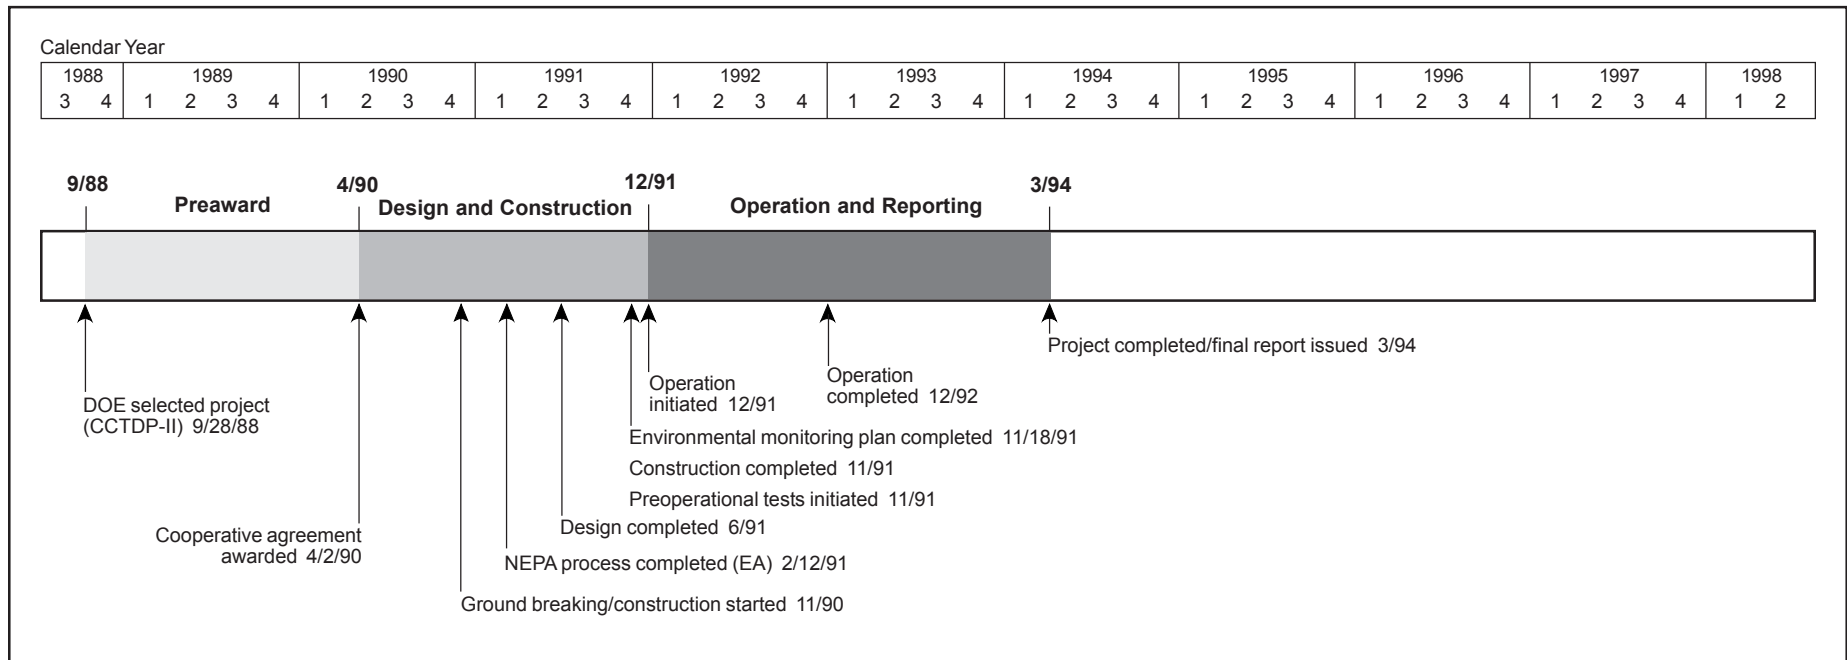 Calendar Year
1988 1989 1990 1991 1992 1993 1994 1995 1996 1997 1998
3 4 1 2 3 4 1 2 3 4 1 2 3 4 1 2 3 4 1 2 3 4 1 2 3 4 1 2 3 4 1 2 3 4 1 2 3 4 1 2
9/88 4/90 12/91 3/94
Preaward Design and Construction Operation and Reporting
Project completed/final report issued 3/94
Operation
completed 12/92
Operation
initiated 12/91
DOE selected project
(CCTDP-II) 9/28/88
Environmental monitoring plan completed 11/18/91
Construction completed 11/91
Preoperational tests initiated 11/91
Design completed 6/91
Cooperative agreement
awarded 4/2/90
NEPA process completed (EA) 2/12/91
Ground breaking/construction started 11/90